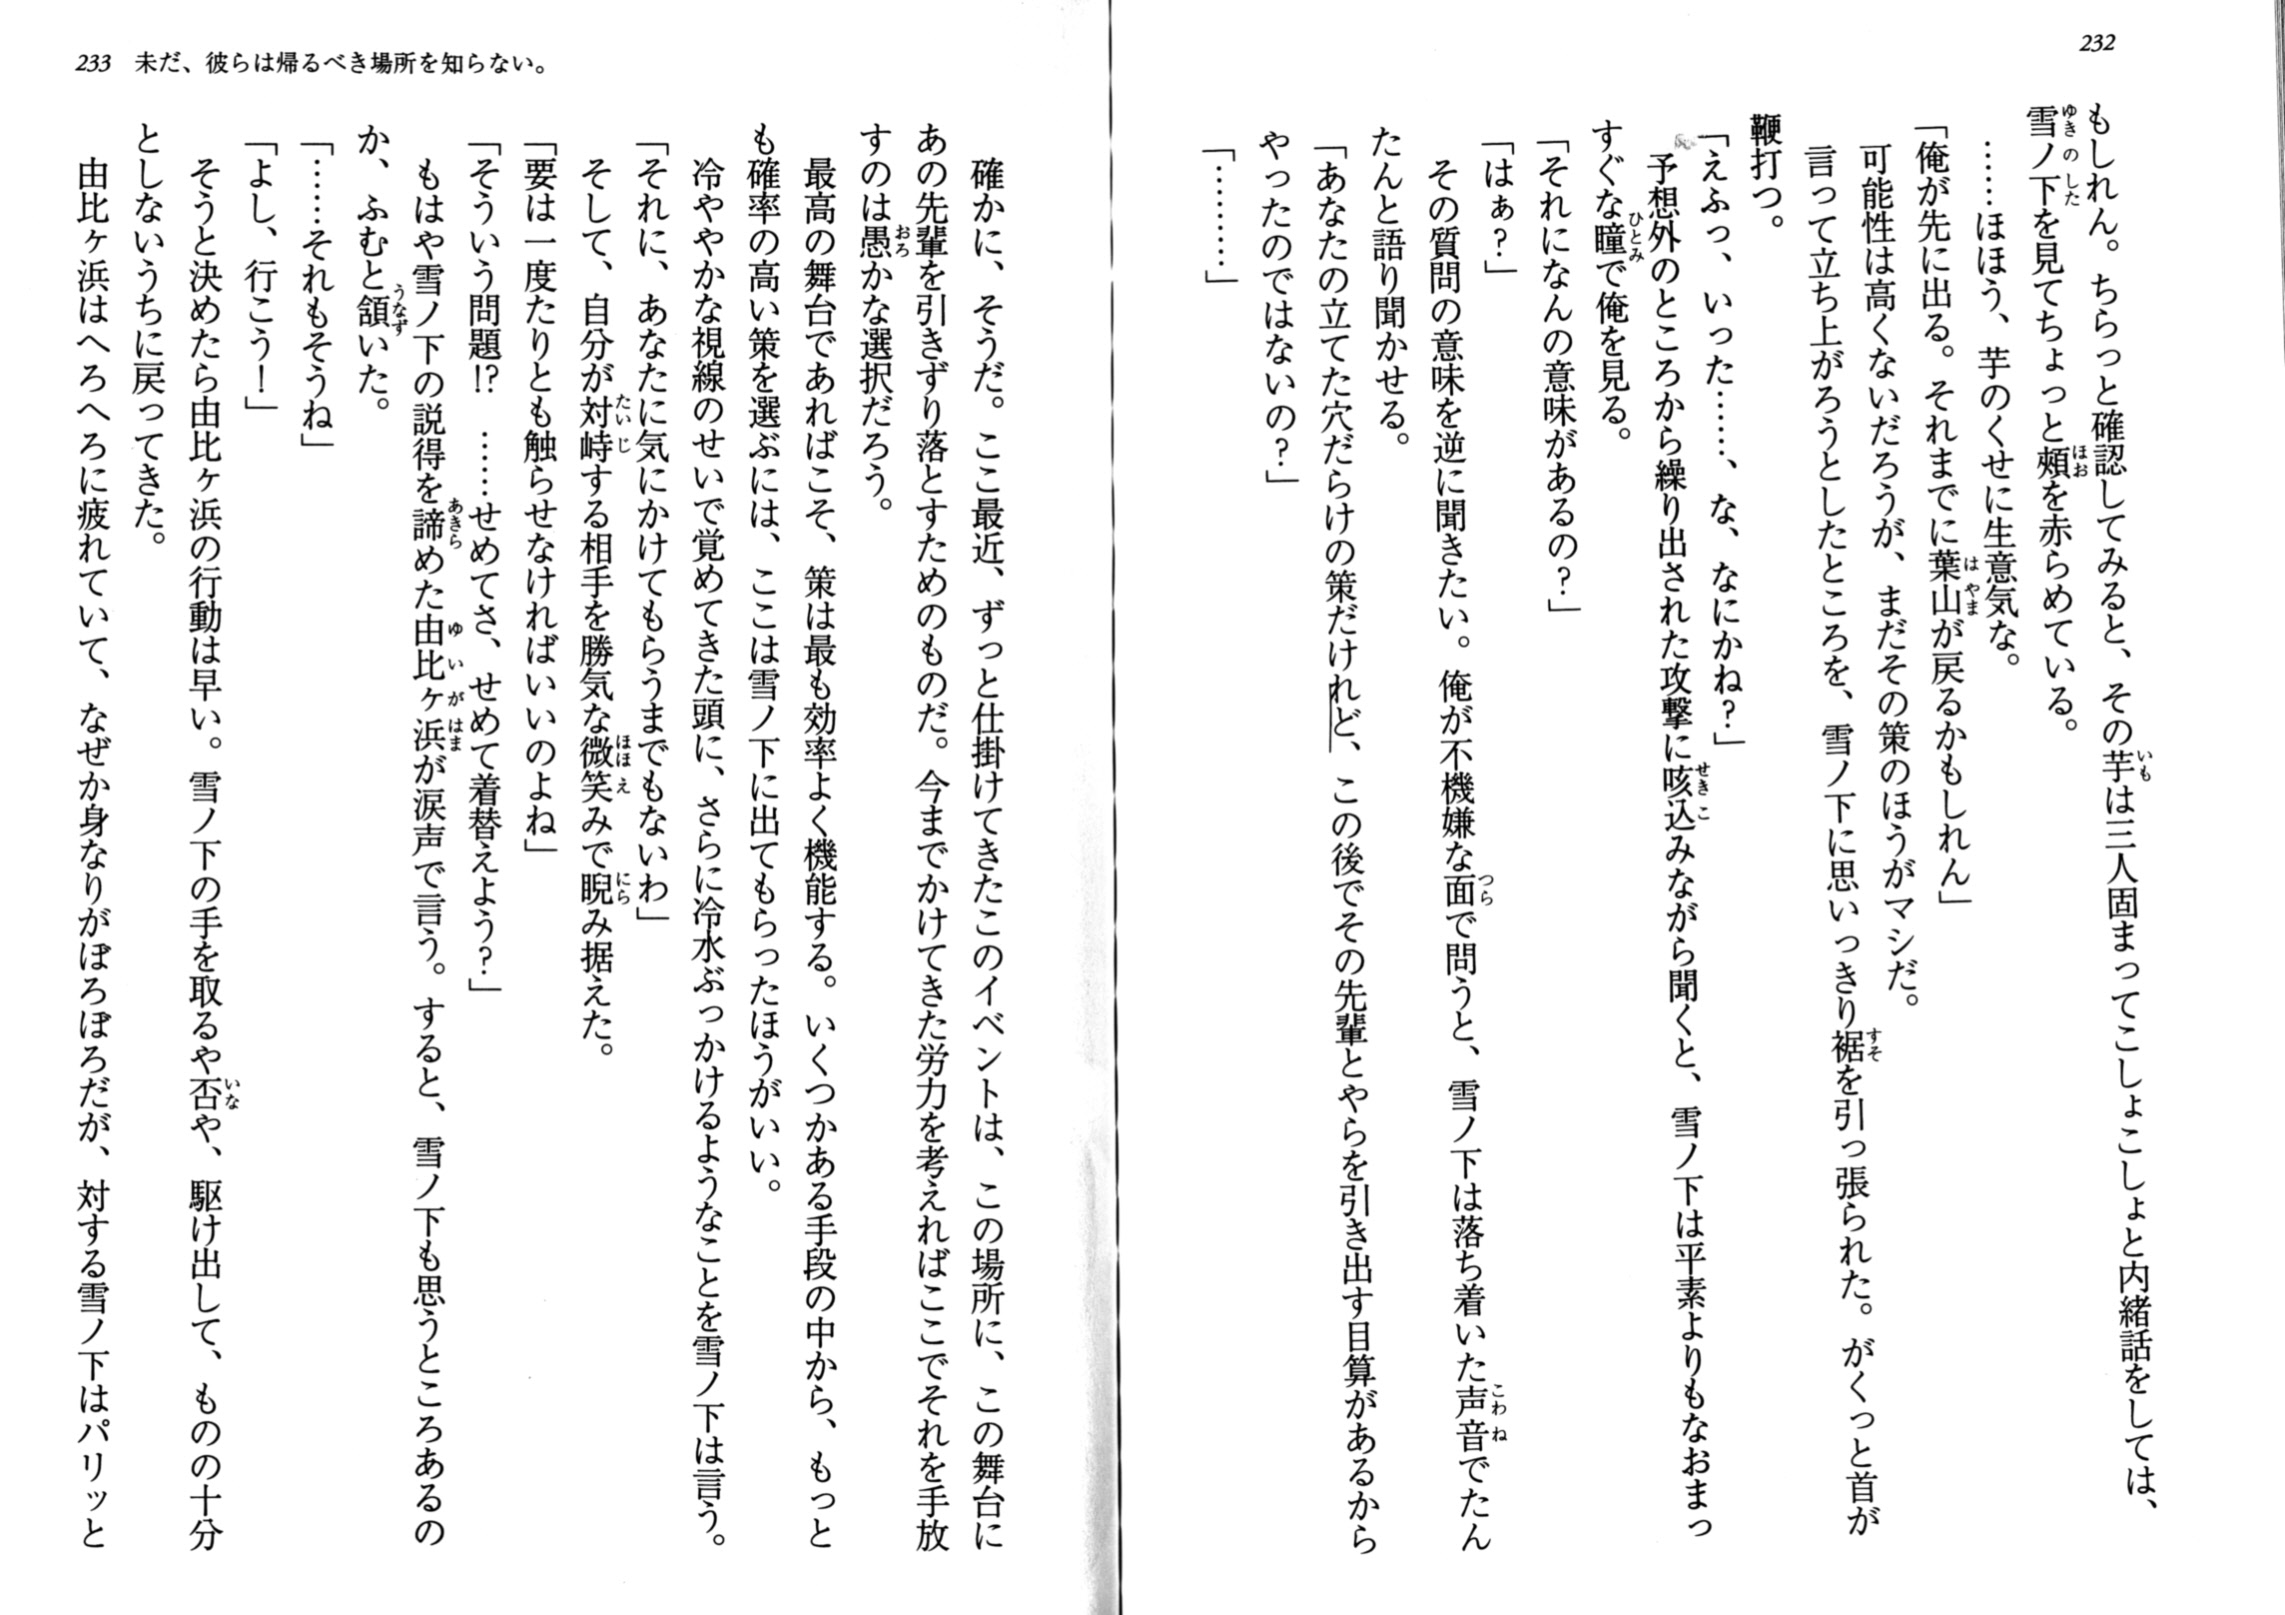 232
もしれん。ちらっと確認してみると、その芋は三人固まってこしょこしょと内緒話をしては、
雪ノ下を見てちょっと頬を赤らめている。
……ほほう、芋のくせに生意気な。
「俺が先に出る。それまでに葉山が戻るかもしれん」
可能性は高くないだろうが、まだその策のほうがマシだ。
言って立ち上がろうとしたところを、雪ノ下に思いっきり裾を引っ張られた。がくっと首が
鞭打つ。
「えふっ、いった……、な、なにかね?」
予想外のところから繰り出された攻撃に咳込みながら聞くと、雪ノ下は平素よりもなおまっ
すぐな瞳で俺を見る。
「それになんの意味があるの?」
「はぁ?」
その質問の意味を逆に聞きたい。俺が不機嫌な面で問うと、雪ノ下は落ち着いた声音でたん
たんと語り聞かせる。
「あなたの立てた穴だらけの策だけれど、この後でその先輩とやらを引き出す目算があるから
やったのではないの?」
「………」
233 未だ、彼らは帰るべき場所を知らない。
確かに、そうだ。ここ最近、ずっと仕掛けてきたこのイベントは、この場所に、この舞台に
あの先輩を引きずり落とすためのものだ。今までかけてきた労力を考えればここでそれを手放
すのは愚かな選択だろう。
最高の舞台であればこそ、策は最も効率よく機能する。いくつかある手段の中から、もっと
も確率の高い策を選ぶには、ここは雪ノ下に出てもらったほうがいい。
冷ややかな視線のせいで覚めてきた頭に、さらに冷水ぶっかけるようなことを雪ノ下は言う。
「それに、あなたに気にかけてもらうまでもないわ」
そして、自分が対峙する相手を勝気な微笑みで睨み据えた。
「要は一度たりとも触らせなければいいのよね」
「そういう問題!? ……せめてさ、せめて着替えよう?」
もはや雪ノ下の説得を諦めた由比ヶ浜が涙声で言う。すると、雪ノ下も思うところあるの
か、ふむと頷いた。
「……それもそうね」
「よし、行こう!」
そうと決めたら由比ヶ浜の行動は早い。雪ノ下の手を取るや否や、駆け出して、ものの十分
としないうちに戻ってきた。
由比ヶ浜はへろへろに疲れていて、なぜか身なりがぼろぼろだが、対する雪ノ下はパリッと